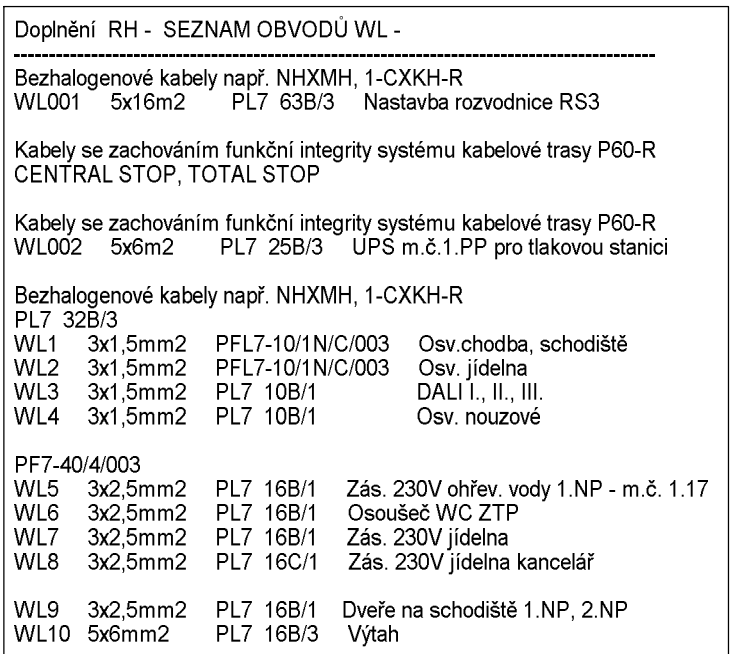 Doplnění RH - SEZNAM OBVODŮ WL -
--------------------------------------------------------------------------------
Bezhalogenové kabely např. NHXMH, 1-CXKH-R
WL001 5x16m2 PL7 63B/3 Nastavba rozvodnice RS3
Kabely se zachováním funkční integrity systému kabelové trasy P60-R
CENTRAL STOP, TOTAL STOP
Kabely se zachováním funkční integrity systému kabelové trasy P60-R
WL002 5x6m2 PL7 25B/3 UPS m.č.1.PP pro tlakovou stanici
Bezhalogenové kabely např. NHXMH, 1-CXKH-R
PL7 32B/3
WL1 3x1,5mm2 PFL7-10/1N/C/003 Osv.chodba, schodiště
WL2 3x1,5mm2 PFL7-10/1N/C/003 Osv. jídelna
WL3 3x1,5mm2 PL7 10B/1 DALI I., II., III.
WL4 3x1,5mm2 PL7 10B/1 Osv. nouzové
PF7-40/4/003
WL5 3x2,5mm2 PL7 16B/1 Zás. 230V ohřev. vody 1.NP - m.č. 1.17
WL6 3x2,5mm2 PL7 16B/1 Osoušeč WC ZTP
WL7 3x2,5mm2 PL7 16B/1 Zás. 230V jídelna
WL8 3x2,5mm2 PL7 16C/1 Zás. 230V jídelna kancelář
WL9 3x2,5mm2 PL7 16B/1 Dveře na schodiště 1.NP, 2.NP
WL10 5x6mm2 PL7 16B/3 Výtah